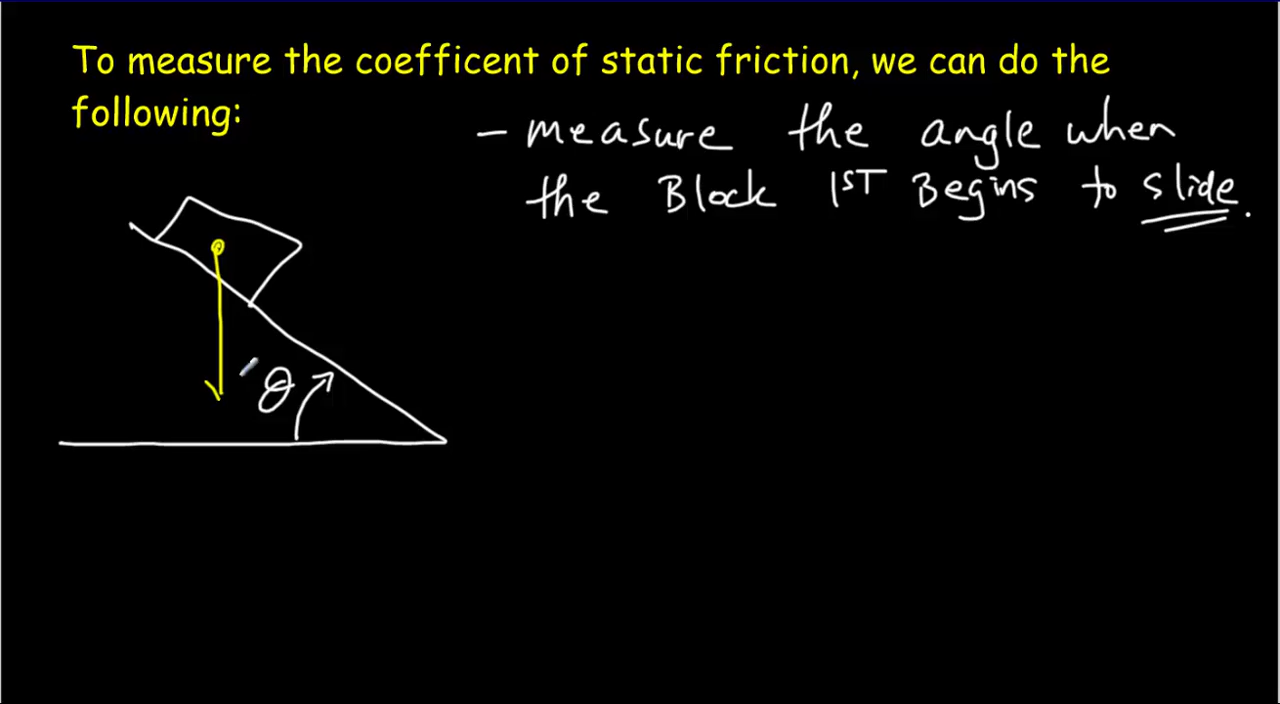 To measure the coefficent of static friction, we can do the
following:
- measure the angle when
the Block 1ST Begins to slide.
θ